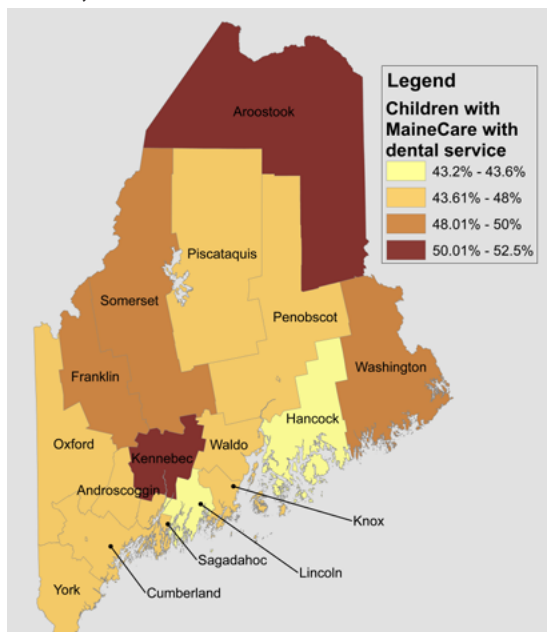 Legend
Children with
MaineCare with
dental service
43.2% - 43.6%
43.61% - 48%
48.01% - 50%
50.01% - 52.5%
Aroostook
Piscataquis
Somerset
Penobscot
Washington
Franklin
Hancock
Oxford
Waldo
Kennebec
Androscoggin
Knox
Sagadahoc
Lincoln
York
Cumberland